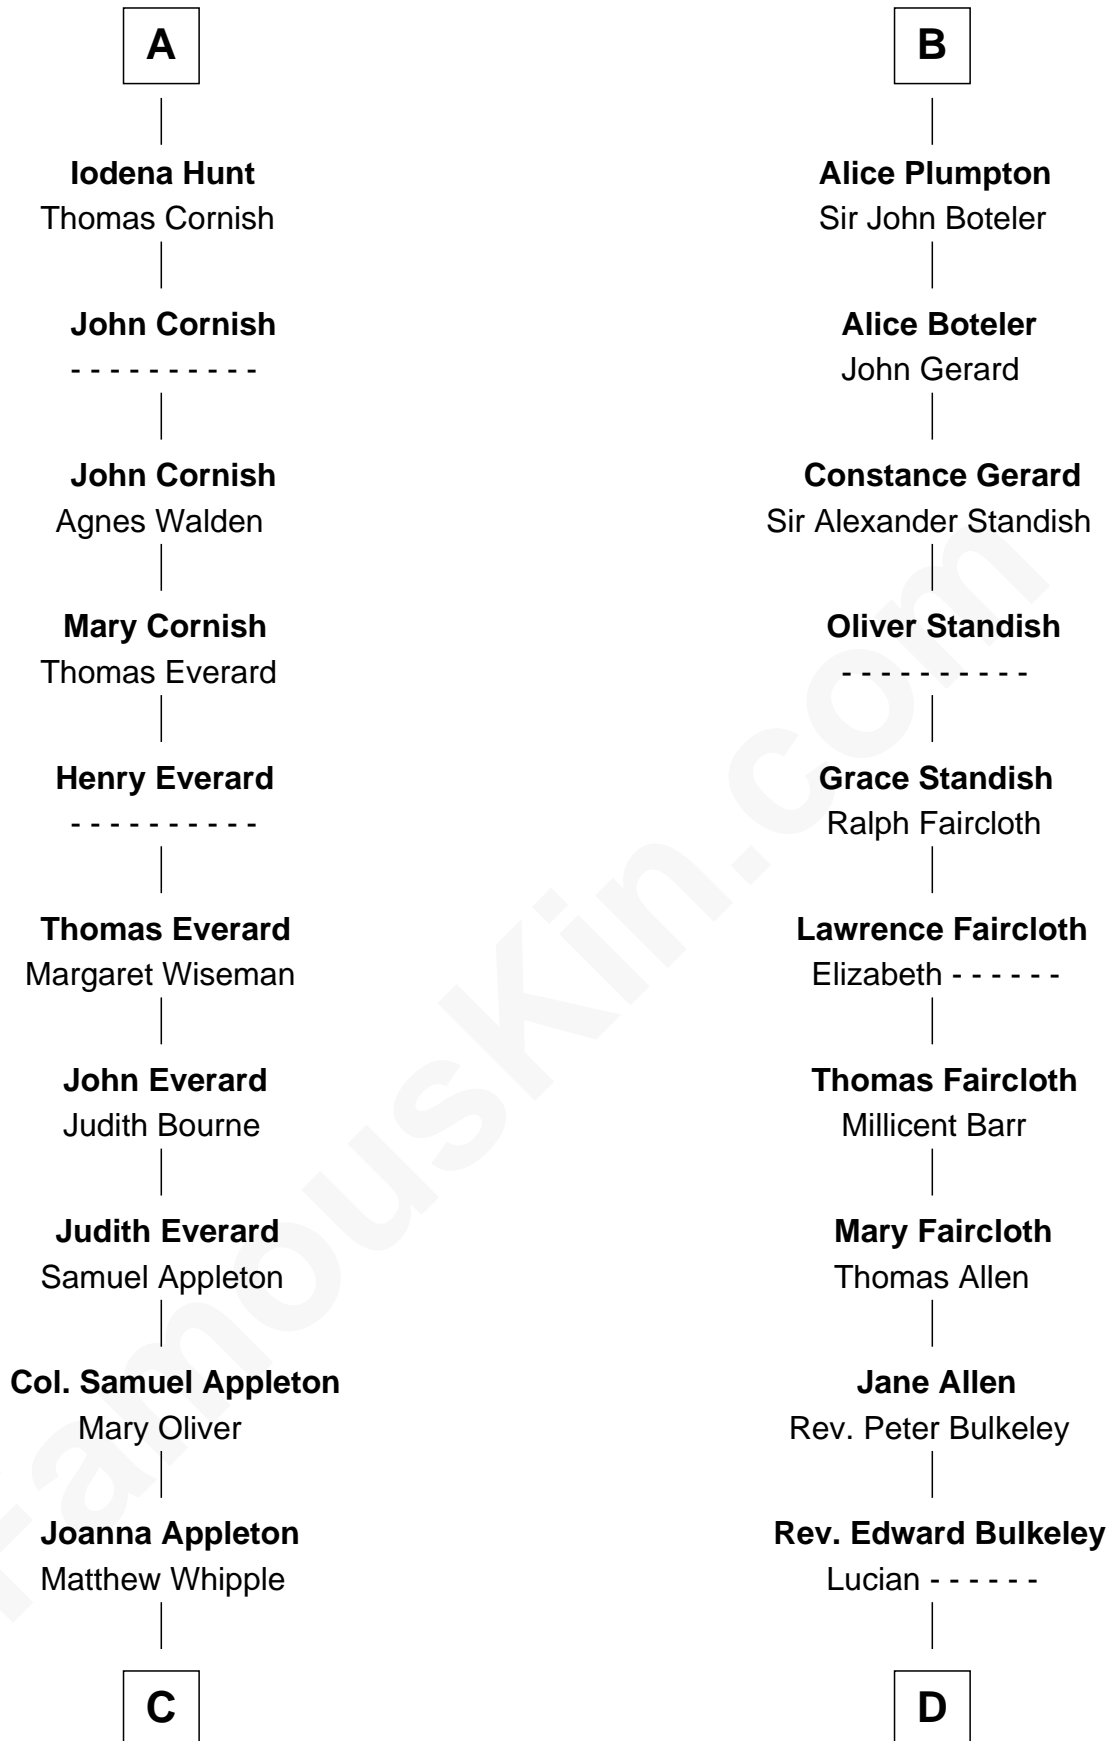 A
Iodena Hunt
Thomas Cornish
John Cornish
- - - - - - - - - -
John Cornish
Agnes Walden
Mary Cornish
Thomas Everard
Henry Everard
- - - - - - - - - -
Thomas Everard
Margaret Wiseman
John Everard
Judith Bourne
Judith Everard
Samuel Appleton
Col. Samuel Appleton
Mary Oliver
Joanna Appleton
Matthew Whipple
C
B
Alice Plumpton
Sir John Boteler
Alice Boteler
John Gerard
Constance Gerard
Sir Alexander Standish
Oliver Standish
- - - - - - - - - -
Grace Standish
Ralph Faircloth
Lawrence Faircloth
Elizabeth - - - - - -
Thomas Faircloth
Millicent Barr
Mary Faircloth
Thomas Allen
Jane Allen
Rev. Peter Bulkeley
Rev. Edward Bulkeley
Lucian - - - - - -
D
FamousKin.com